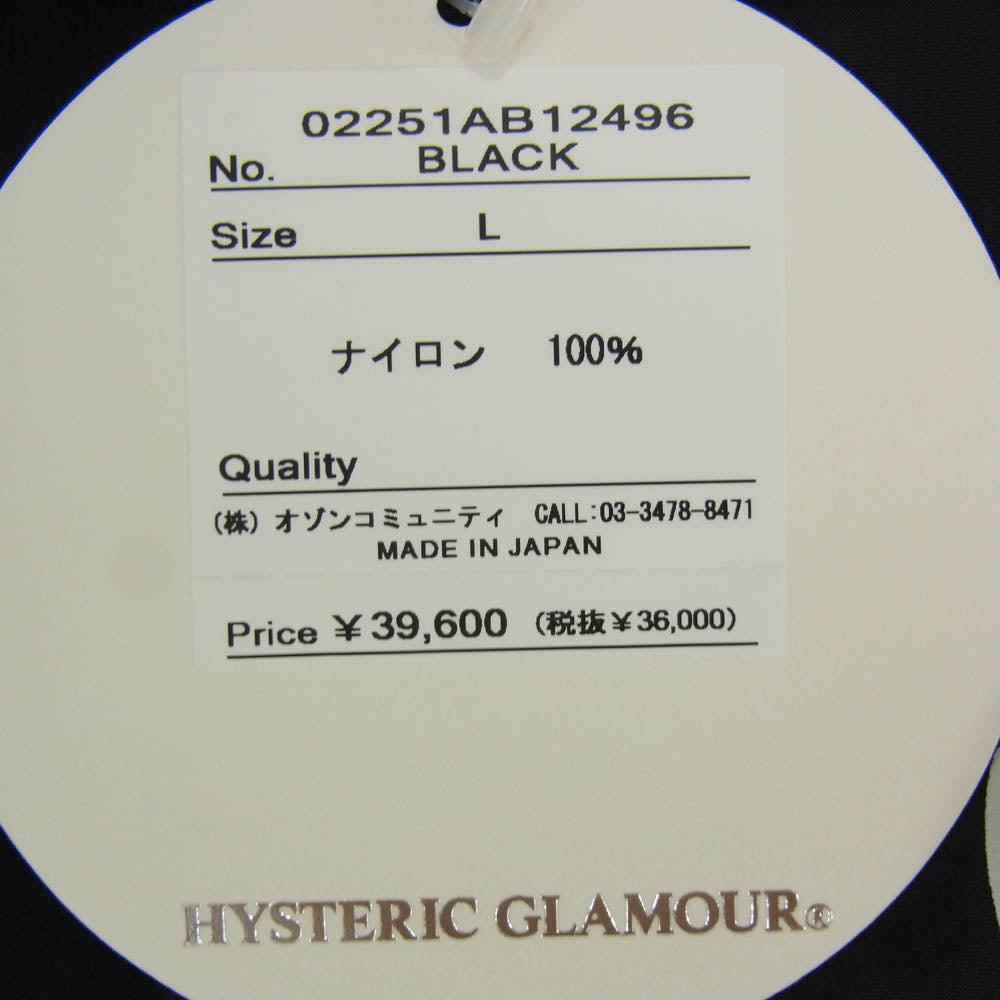 02251AB12496
No. BLACK
Size L
ナイロン 100%
Quality
(株) オゾンコミュニティ CALL:03-3478-8471
MADE IN JAPAN
Price ¥39,600 (税抜¥36,000)
HYSTERIC GLAMOUR®